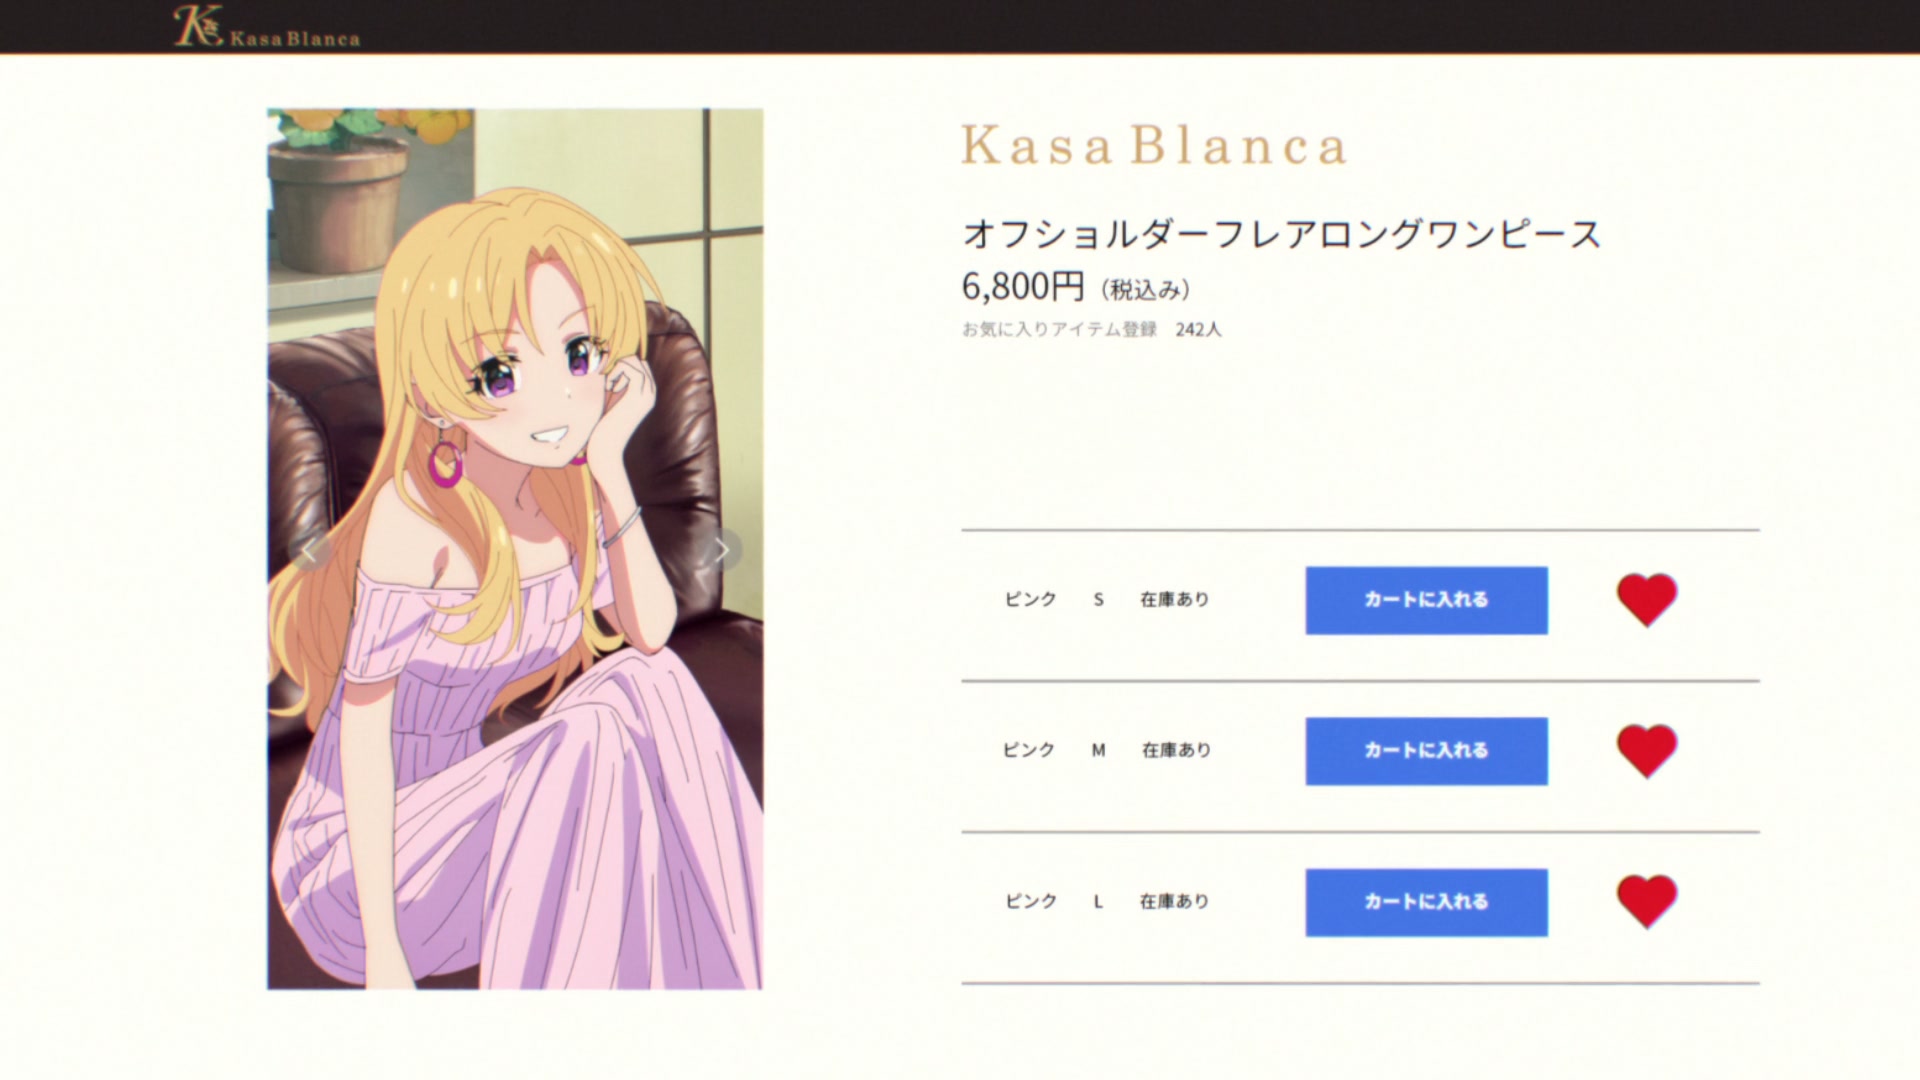 Kasa Blanca
Kasa Blanca
オフショルダーフレアロングワンピース
6,800円（税込み）
お気に入りアイテム登録 242人
ピンク S 在庫あり カートに入れる
ピンク M 在庫あり カートに入れる
ピンク L 在庫あり カートに入れる